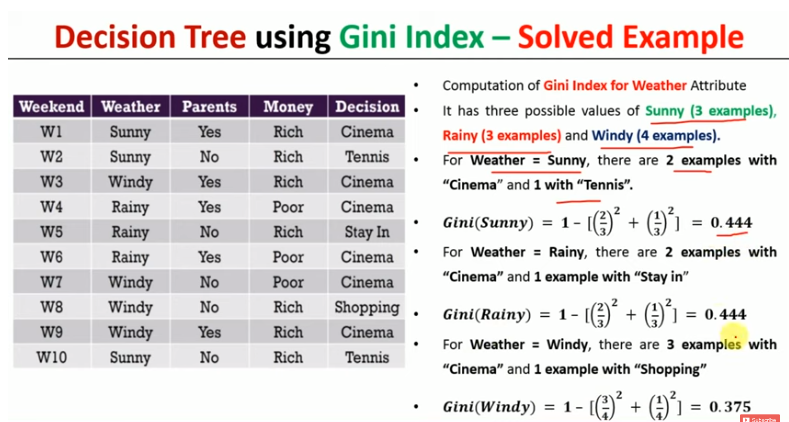 Decision Tree using Gini Index – Solved Example
Weekend Weather Parents Money Decision
W1 Sunny Yes Rich Cinema
W2 Sunny No Rich Tennis
W3 Windy Yes Rich Cinema
W4 Rainy Yes Poor Cinema
W5 Rainy No Rich Stay In
W6 Rainy Yes Poor Cinema
W7 Windy No Poor Cinema
W8 Windy No Rich Shopping
W9 Windy Yes Rich Cinema
W10 Sunny No Rich Tennis
• Computation of Gini Index for Weather Attribute
• It has three possible values of Sunny (3 examples),
Rainy (3 examples) and Windy (4 examples).
• For Weather = Sunny, there are 2 examples with
“Cinema” and 1 with “Tennis”.
• Gini(Sunny) = 1 - [(2/3)² + (1/3)²] = 0.444
• For Weather = Rainy, there are 2 examples with
“Cinema” and 1 example with “Stay in”
• Gini(Rainy) = 1 - [(2/3)² + (1/3)²] = 0.444
• For Weather = Windy, there are 3 examples with
“Cinema” and 1 example with “Shopping”
• Gini(Windy) = 1 - [(3/4)² + (1/4)²] = 0.375
Subscribe